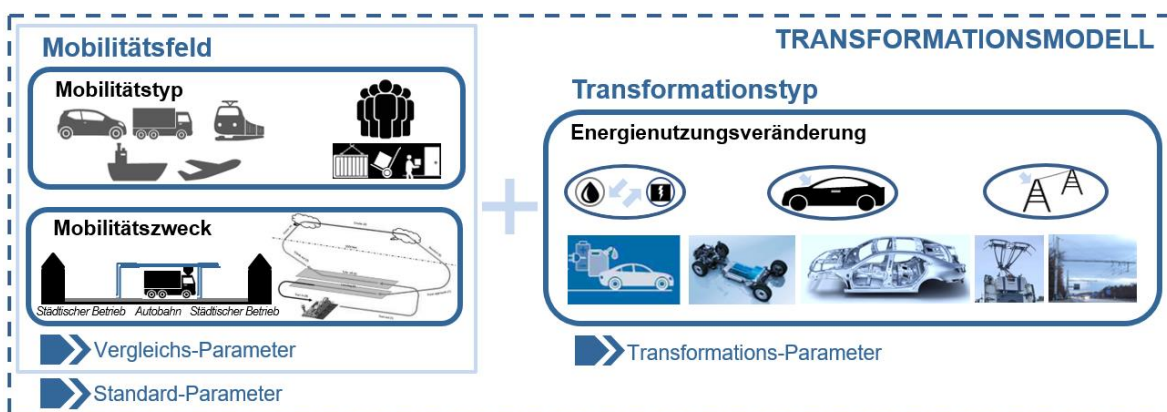 TRANSFORMATIONSMODELL
Mobilitätsfeld
Mobilitätstyp
Mobilitätszweck
Städtischer Betrieb Autobahn Städtischer Betrieb
Vergleichs-Parameter
Standard-Parameter
Transformationstyp
Energienutzungsveränderung
Transformations-Parameter